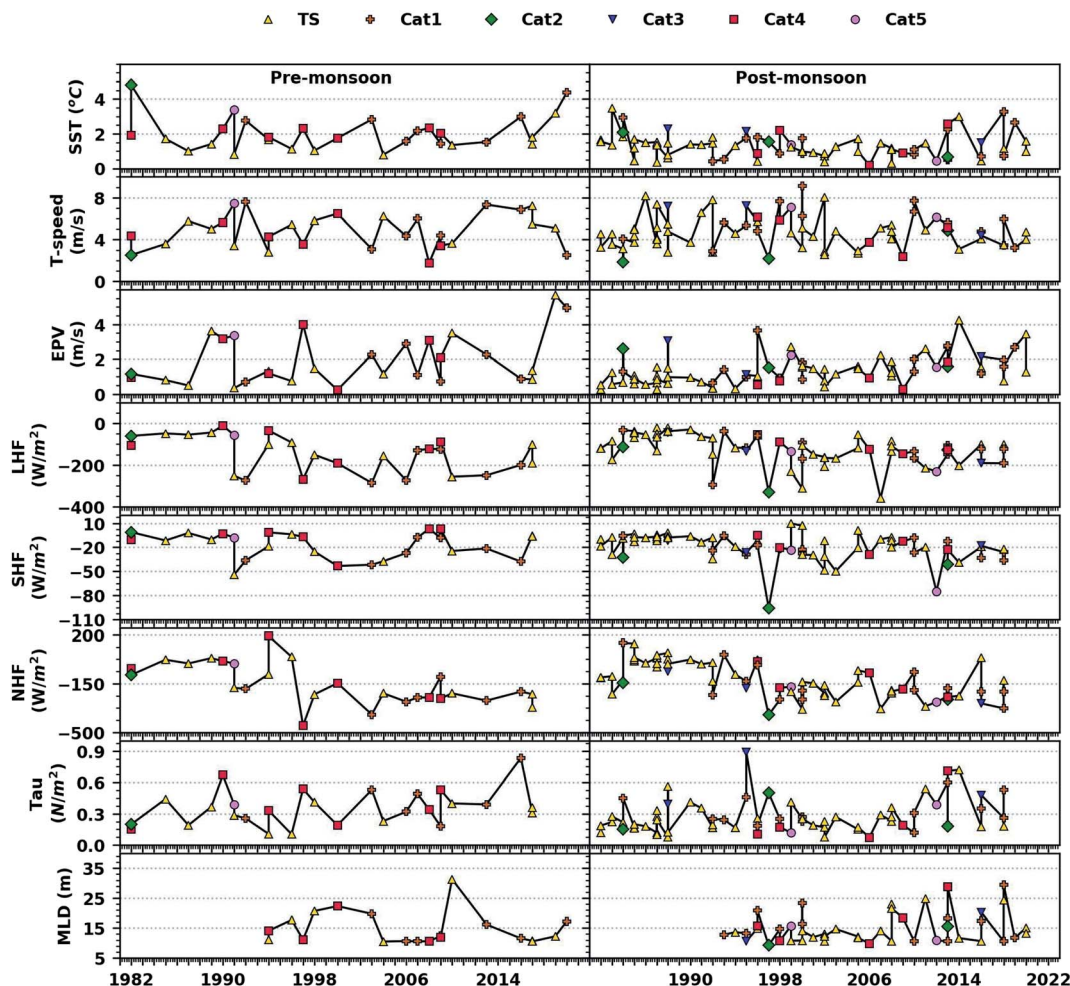 TS Cat1 Cat2 Cat3 Cat4 Cat5
Pre-monsoon Post-monsoon
SST (°C)
4
2
0
T-speed
(m/s)
8
4
0
EPV
(m/s)
4
2
0
LHF
(W/m²)
0
−200
−400
SHF
(W/m²)
10
−20
−50
−80
−110
NHF
(W/m²)
200
−150
−500
Tau
(N/m²)
0.9
0.6
0.3
0.0
MLD (m)
35
25
15
5
1982 1990 1998 2006 2014 1990 1998 2006 2014 2022